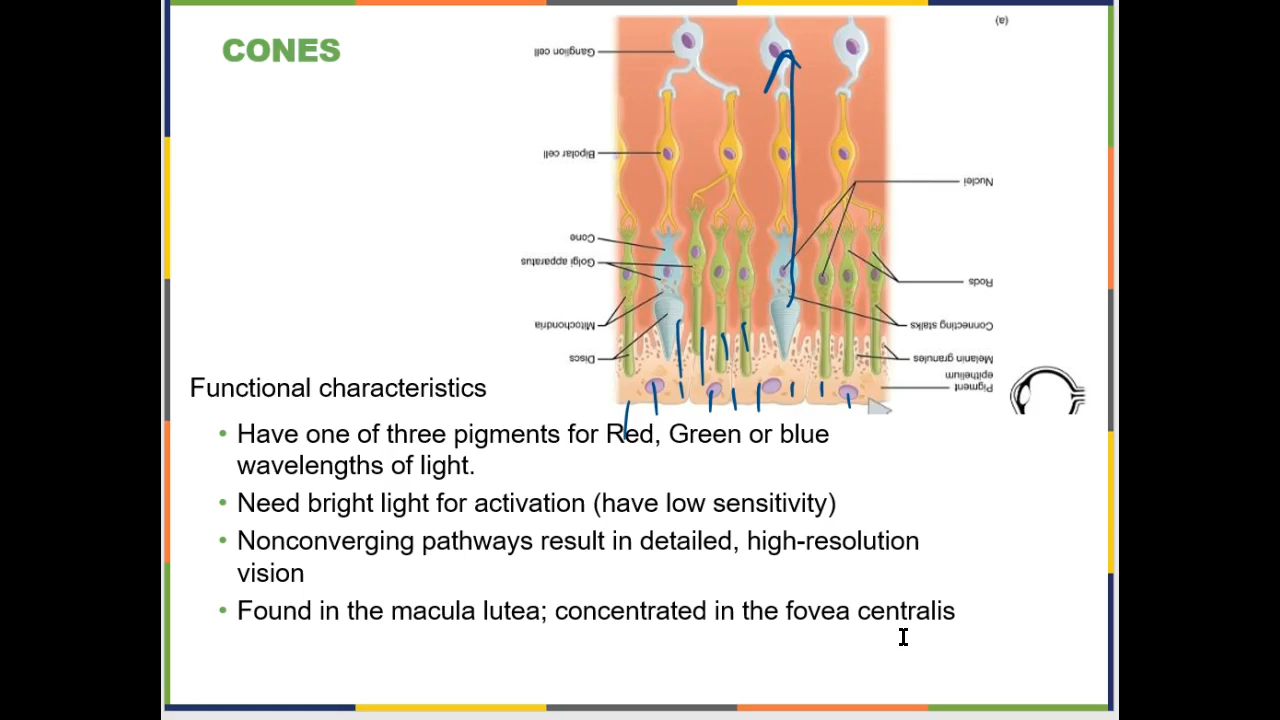 CONES
(a)
Ganglion cell
Bipolar cell
Nuclei
Cone
Golgi apparatus
Rods
Mitochondria
Connecting stalks
Discs
Melanin granules
Pigment
epithelium
Functional characteristics
• Have one of three pigments for Red, Green or blue
wavelengths of light.
• Need bright light for activation (have low sensitivity)
• Nonconverging pathways result in detailed, high-resolution
vision
• Found in the macula lutea; concentrated in the fovea centralis